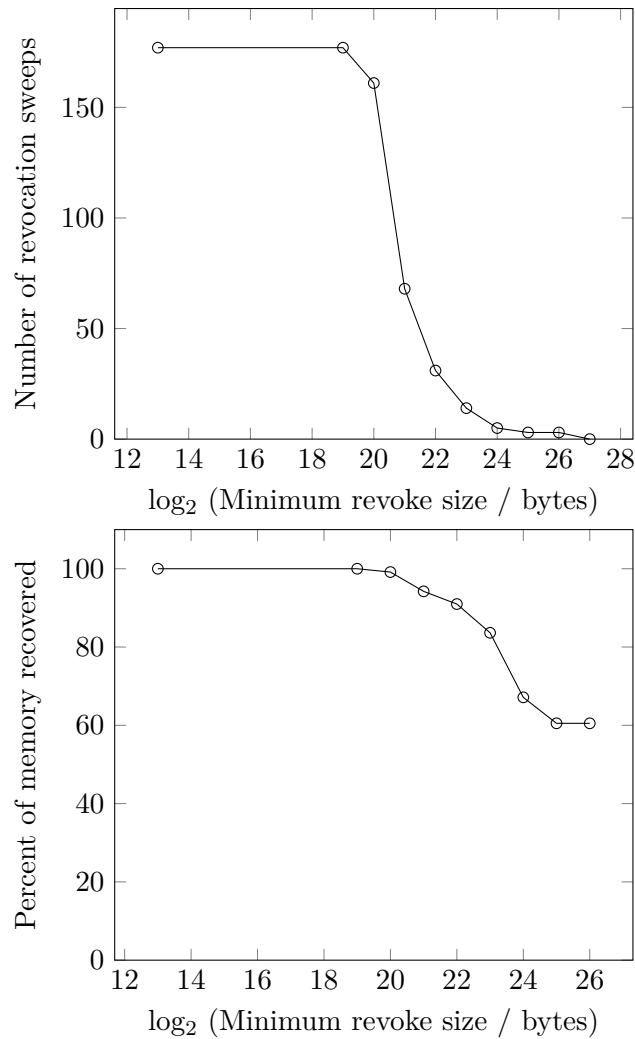 150
100
50
0
12 14 16 18 20 22 24 26 28
Number of revocation sweeps
log₂ (Minimum revoke size / bytes)
100
80
60
40
20
0
12 14 16 18 20 22 24 26
Percent of memory recovered
log₂ (Minimum revoke size / bytes)